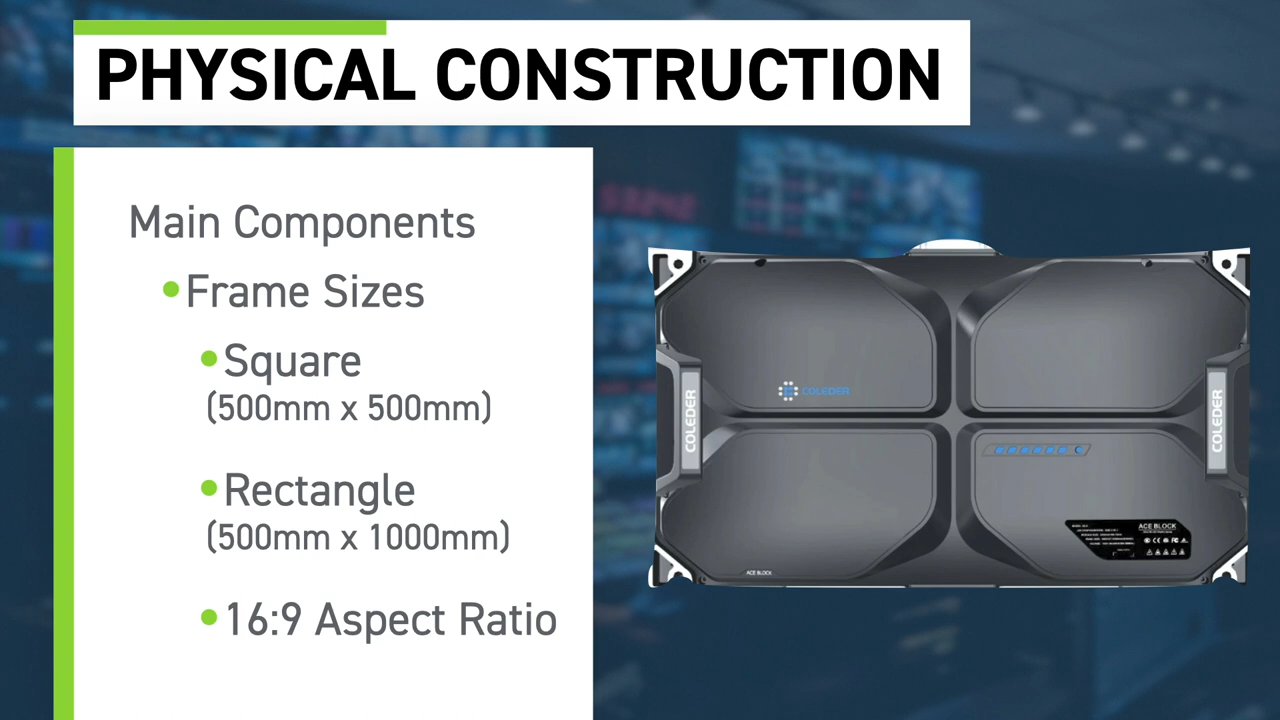 PHYSICAL CONSTRUCTION
Main Components
•Frame Sizes
•Square
(500mm x 500mm)
•Rectangle
(500mm x 1000mm)
•16:9 Aspect Ratio
COLEDER
COLEDER
COLEDER
ACE BLOCK
ACE BLOCK